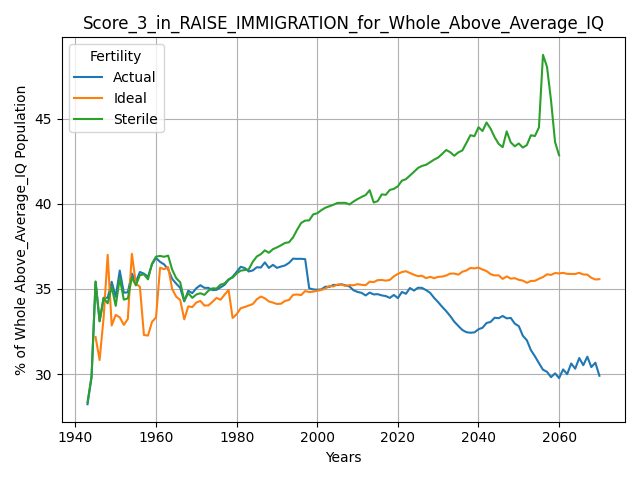 Score_3_in_RAISE_IMMIGRATION_for_Whole_Above_Average_IQ
Fertility
Actual
Ideal
Sterile
% of Whole Above_Average_IQ Population
45
40
35
30
1940
1960
1980
2000
2020
2040
2060
Years